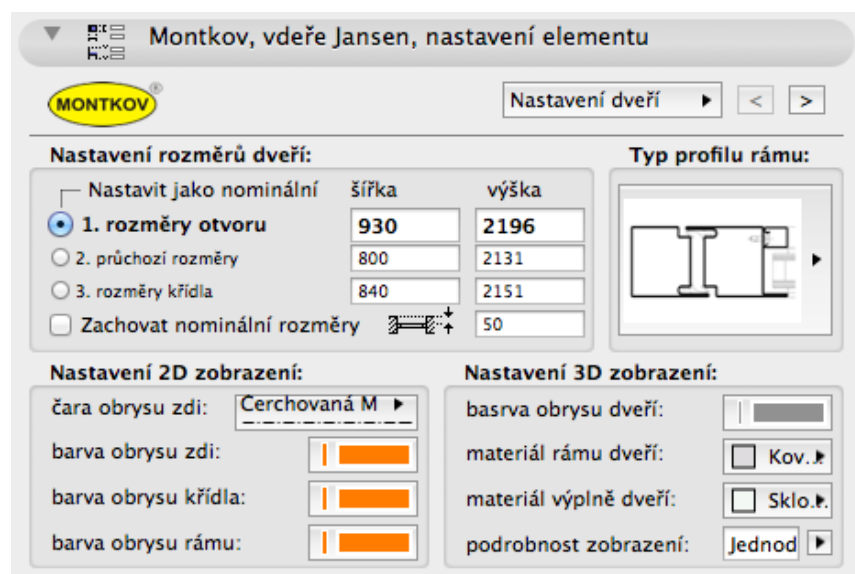 Montkov, vdeře Jansen, nastavení elementu
MONTKOV ®
Nastavení dveří
< >
Nastavení rozměrů dveří:
Typ profilu rámu:
Nastavit jako nominální šířka výška
1. rozměry otvoru 930 2196
2. průchozí rozměry 800 2131
3. rozměry křídla 840 2151
Zachovat nominální rozměry 50
Nastavení 2D zobrazení:
čara obrysu zdi: Čerchovaná M
barva obrysu zdi:
barva obrysu křídla:
barva obrysu rámu:
Nastavení 3D zobrazení:
basrva obrysu dveří:
materiál rámu dveří: Kov..
materiál výplně dveří: Sklo..
podrobnost zobrazení: Jednod